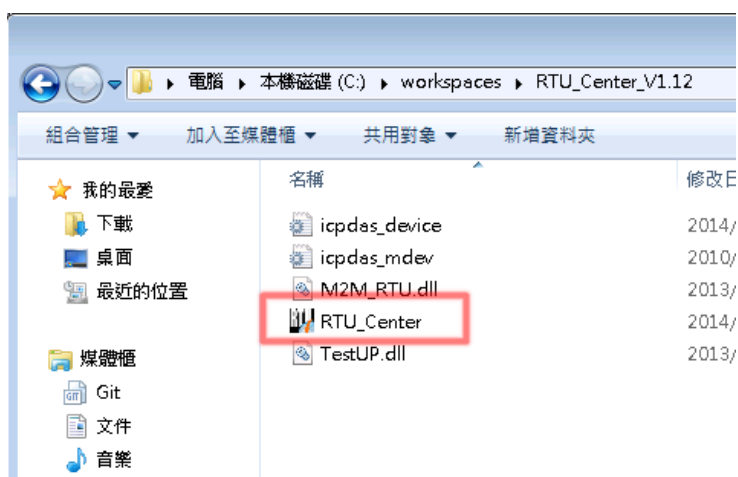 電腦 ▸ 本機磁碟 (C:) ▸ workspaces ▸ RTU_Center_V1.12
組合管理 ▼ 加入至媒體櫃 ▼ 共用對象 ▼ 新增資料夾
名稱 修改日
我的最愛
下載
桌面
最近的位置
媒體櫃
Git
文件
音樂
icpdas_device 2014/
icpdas_mdev 2010/
M2M_RTU.dll 2013/
RTU_Center 2014/
TestUP.dll 2013/